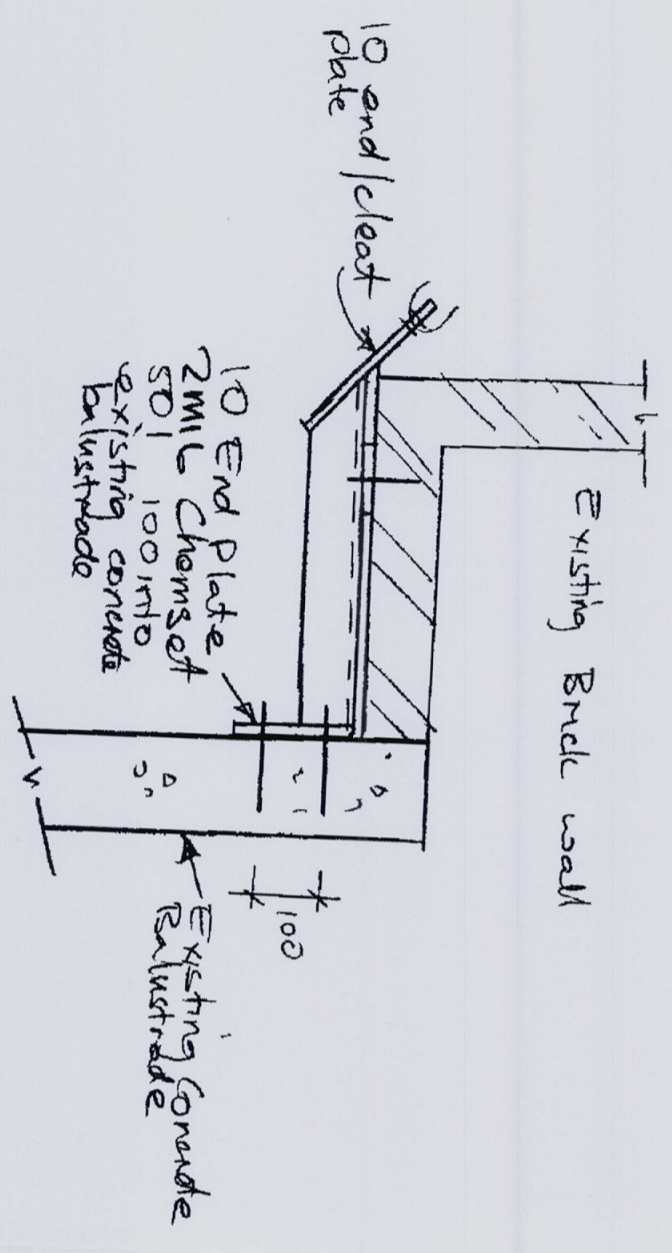 Existing Brick wall
10 end/cleat
plate
10 End Plate
2M16 Chemset
501 100 into
existing concrete
balustrade
100
Existing Concrete
Balustrade